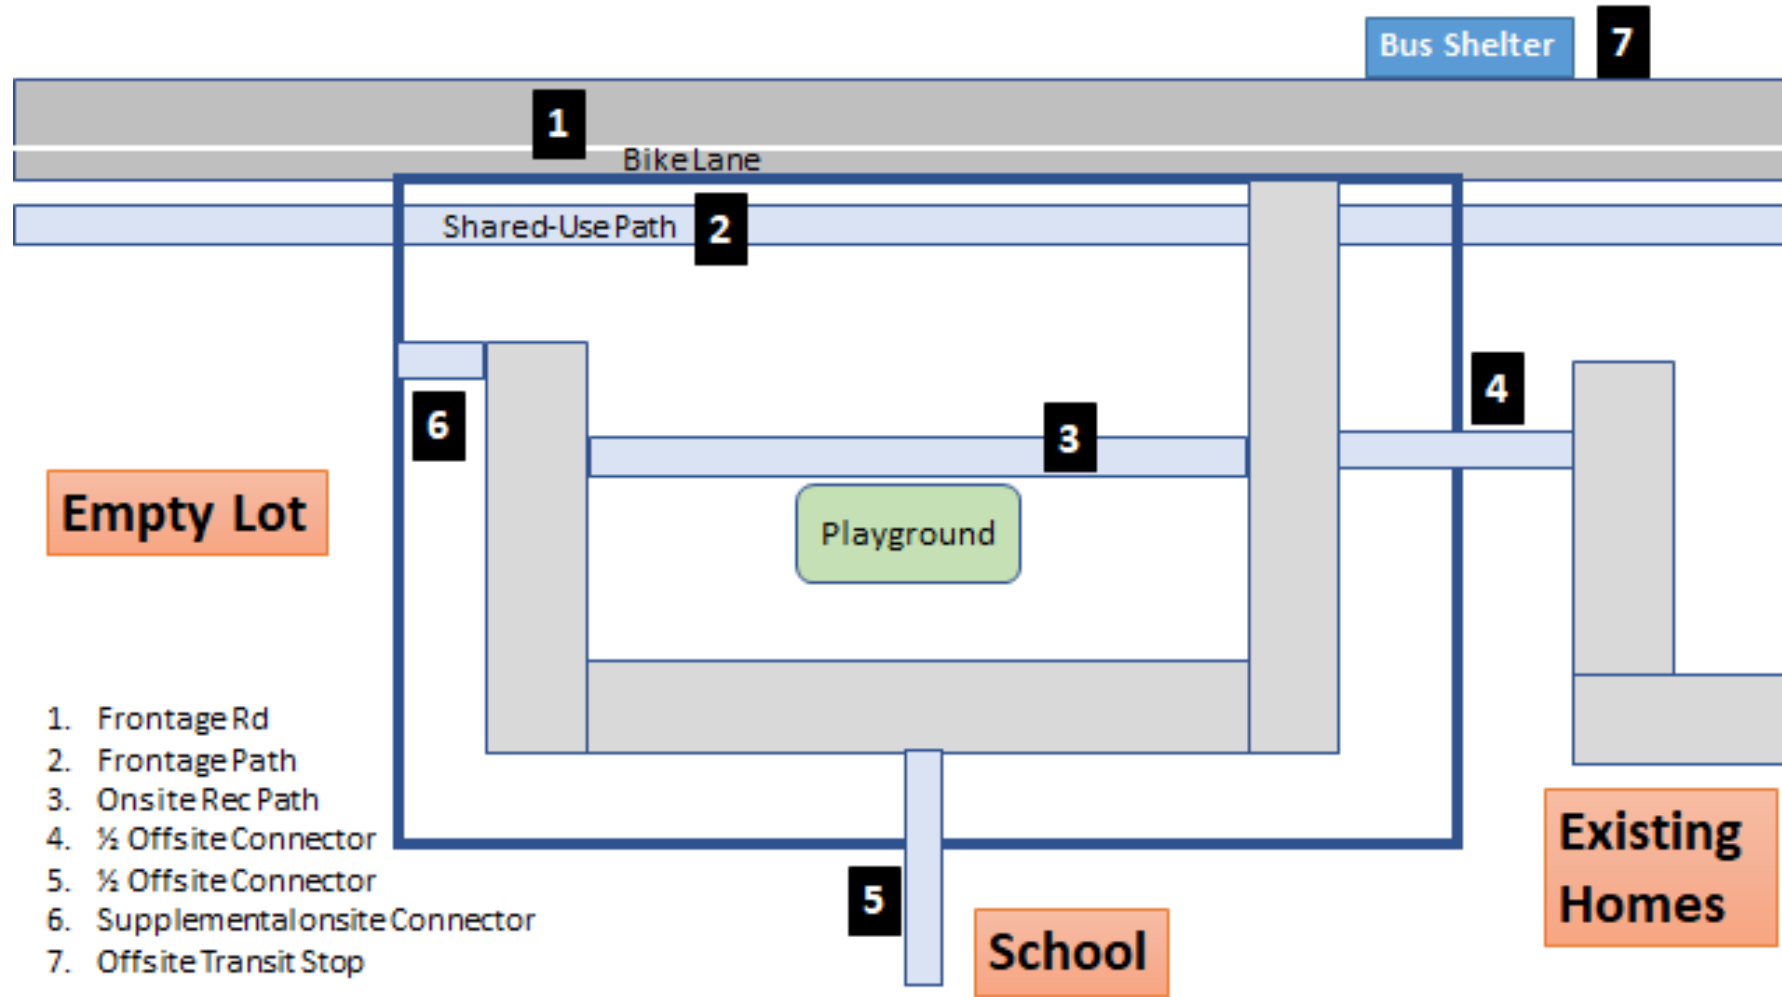 Bus Shelter
7
1
Bike Lane
Shared-Use Path
2
4
6
3
Empty Lot
Playground
1. Frontage Rd
2. Frontage Path
3. Onsite Rec Path
4. ½ Offsite Connector
5. ½ Offsite Connector
6. Supplemental onsite Connector
7. Offsite Transit Stop
5
School
Existing
Homes